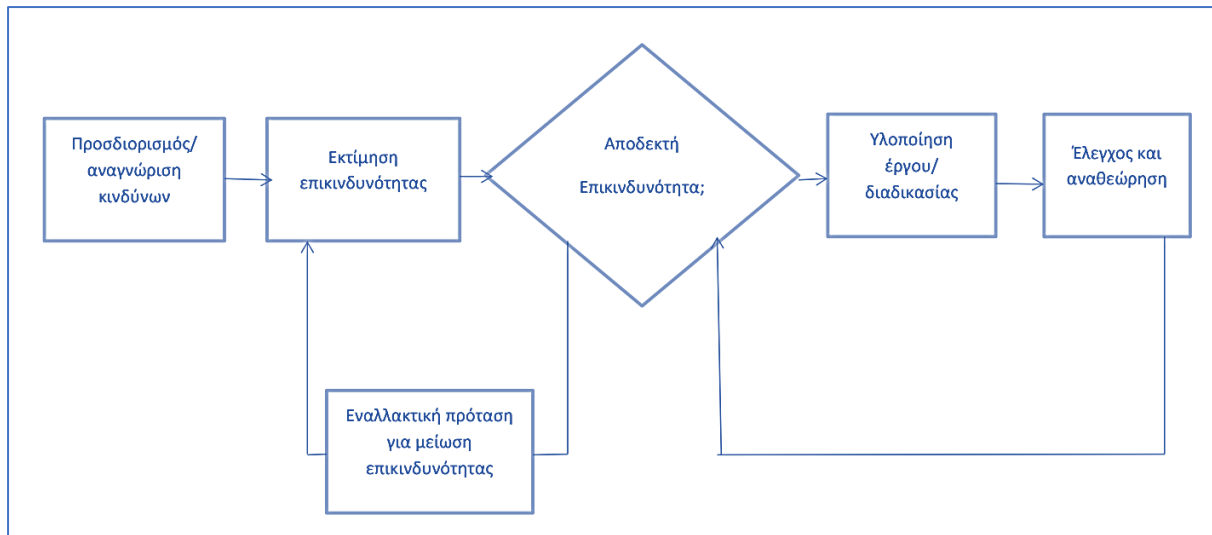 Προσδιορισμός/
αναγνώριση
κινδύνων
Εκτίμηση
επικινδυνότητας
Αποδεκτή
Επικινδυνότητα;
Υλοποίηση
έργου/
διαδικασίας
Έλεγχος και
αναθεώρηση
Εναλλακτική πρόταση
για μείωση
επικινδυνότητας